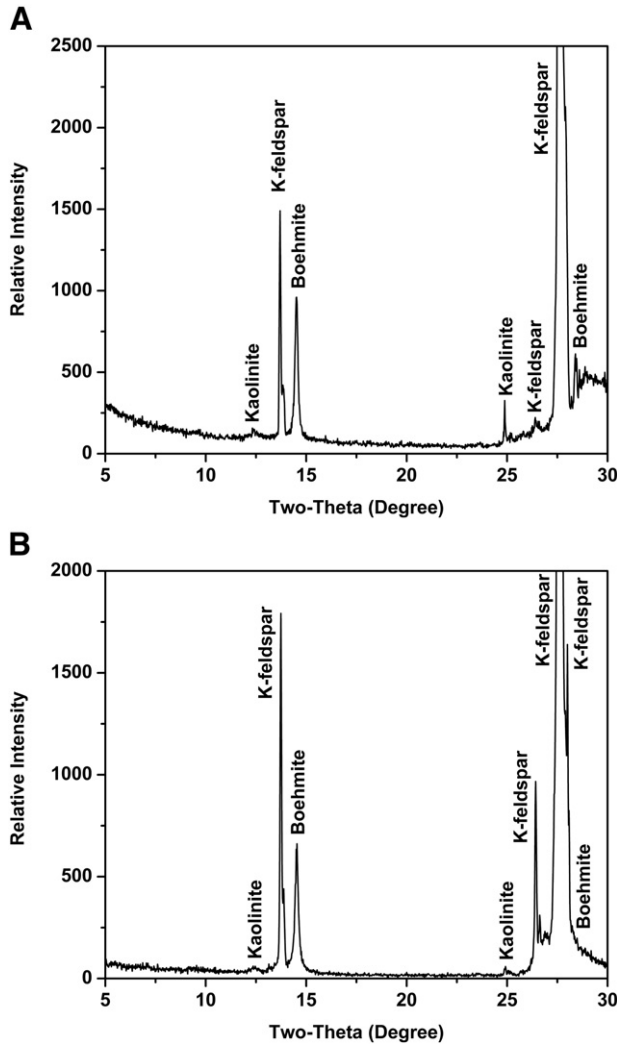 A
2500
2000
1500
1000
500
0
Relative Intensity
Kaolinite
K-feldspar
Boehmite
Kaolinite
K-feldspar
K-feldspar
Boehmite
5 10 15 20 25 30
Two-Theta (Degree)
B
2000
1500
1000
500
0
Relative Intensity
Kaolinite
K-feldspar
Boehmite
Kaolinite
K-feldspar
K-feldspar
K-feldspar
Boehmite
5 10 15 20 25 30
Two-Theta (Degree)